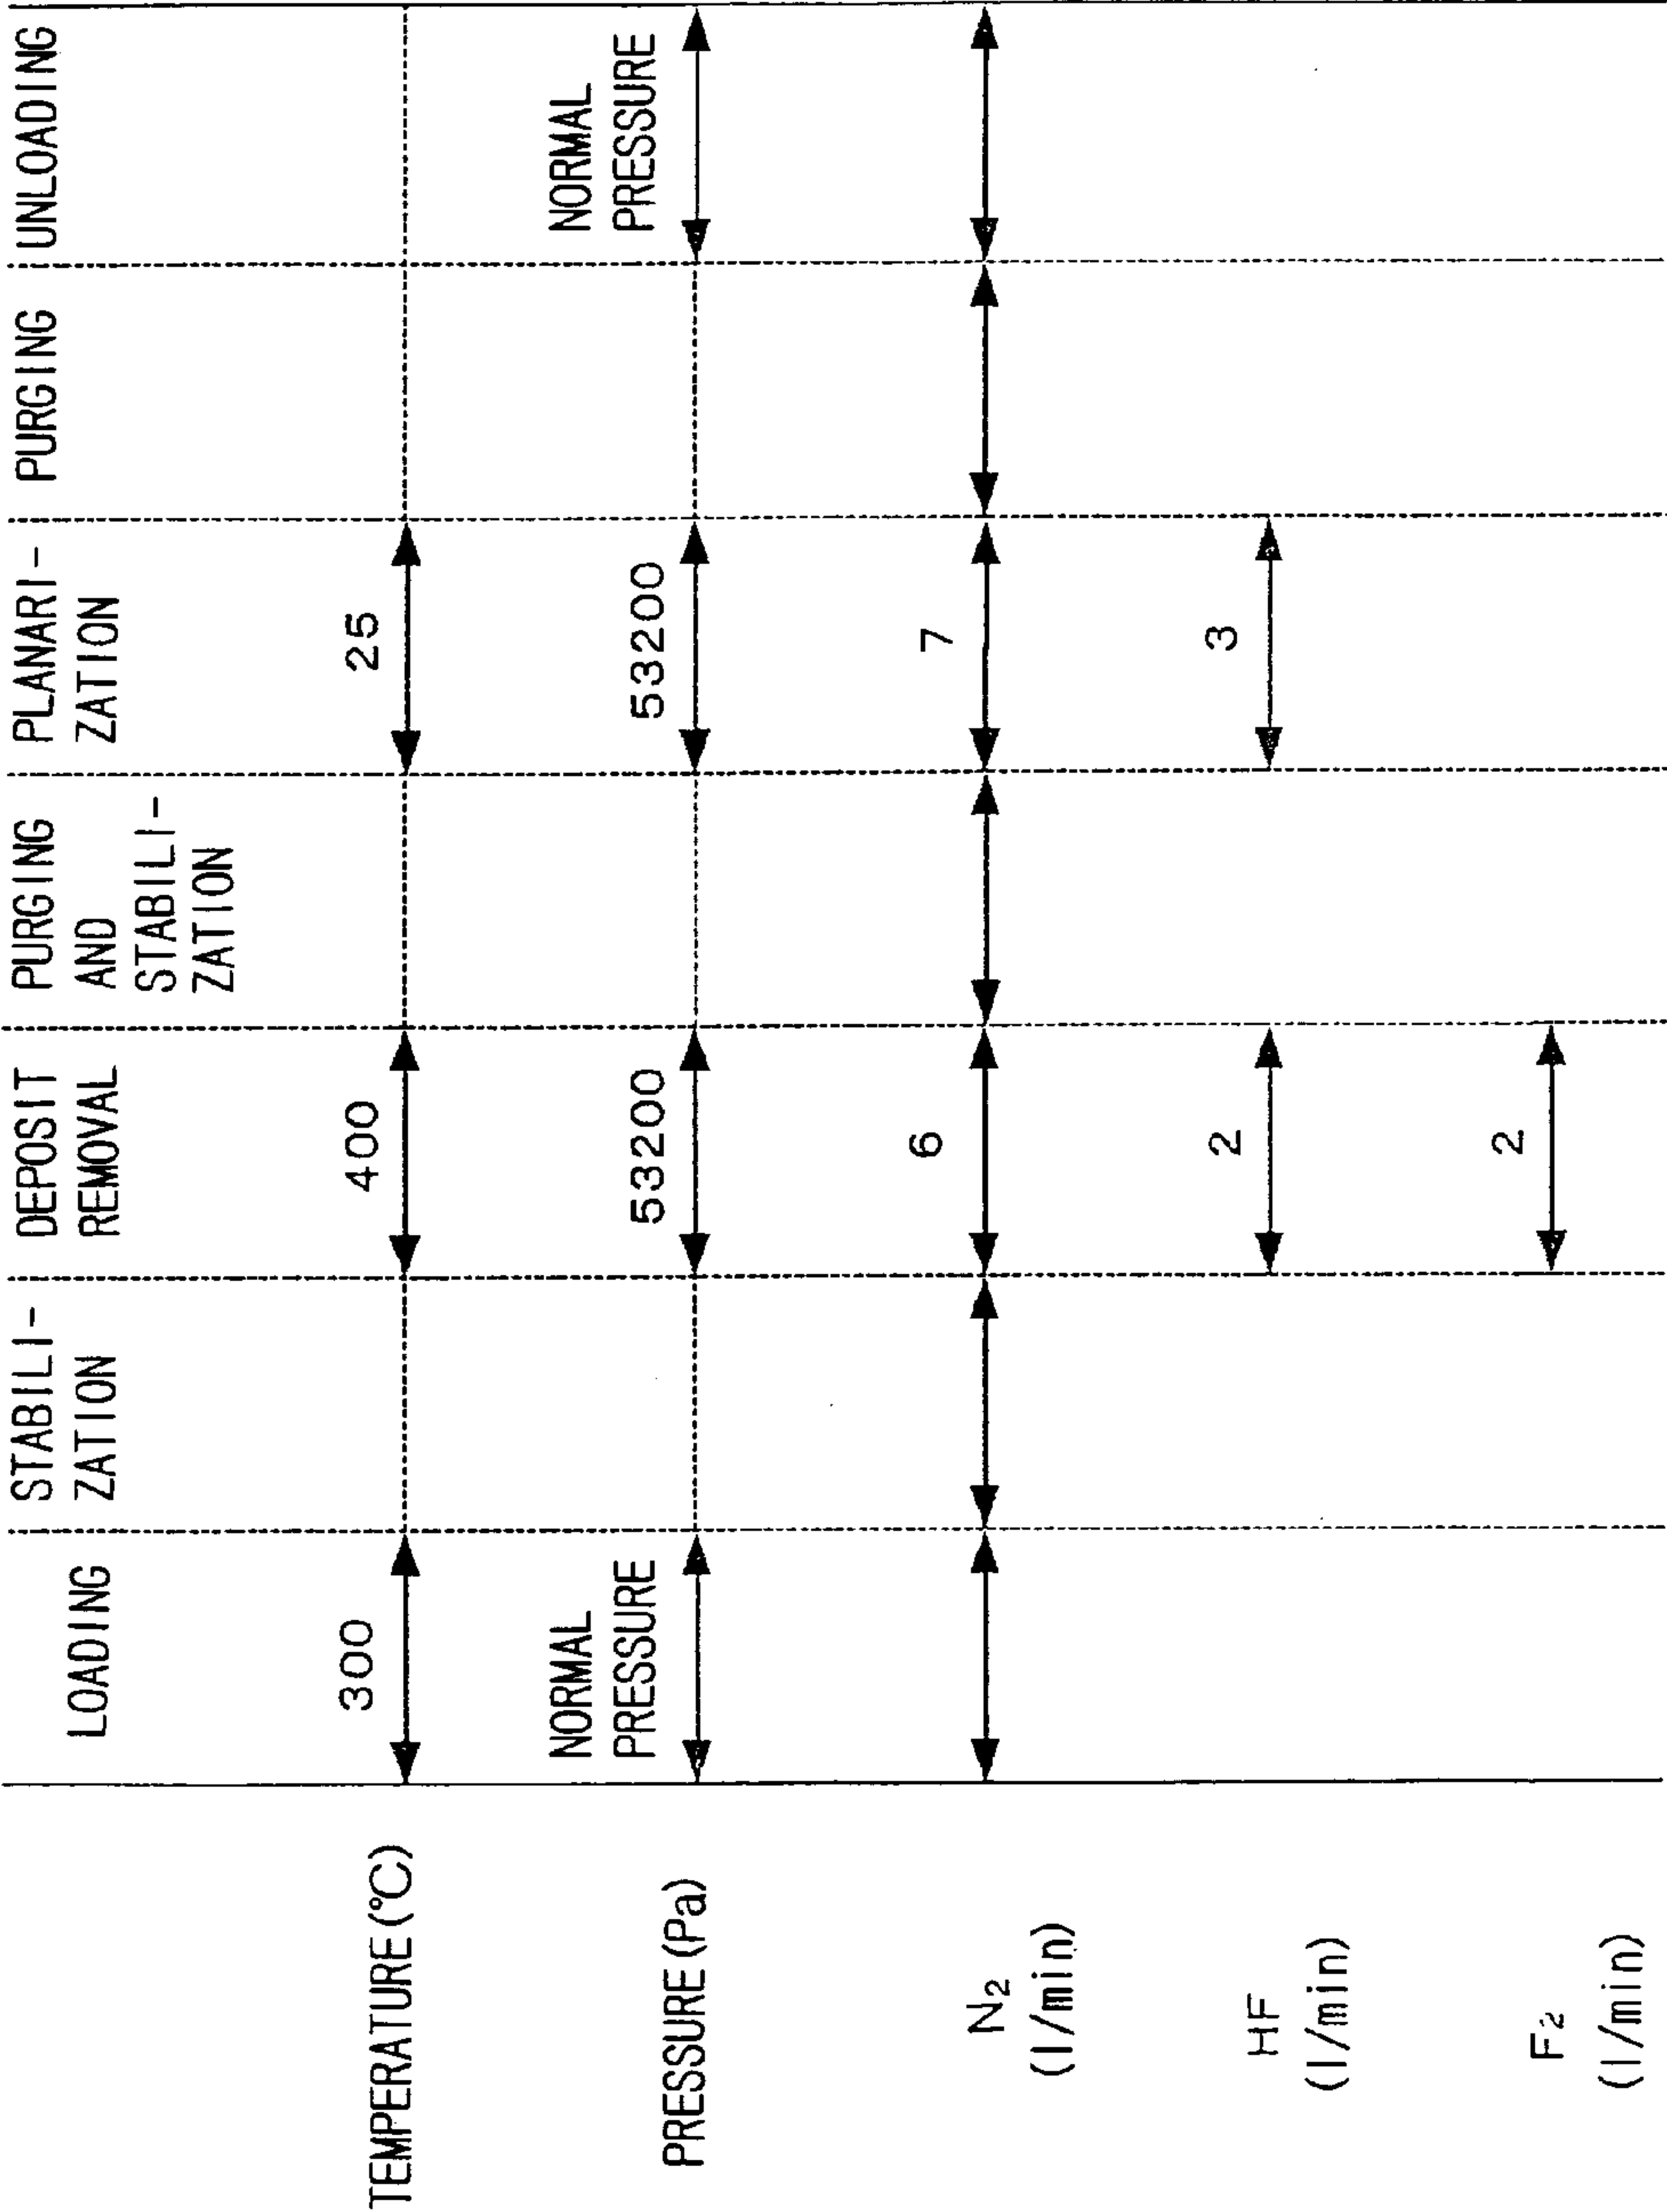 LOADING
STABILI-
ZATION
DEPOSIT
REMOVAL
PURGING
AND
STABILI-
ZATION
PLANARI-
ZATION
PURGING
UNLOADING
TEMPERATURE (°C)
300
400
25
PRESSURE (Pa)
NORMAL
PRESSURE
53200
53200
NORMAL
PRESSURE
N₂
(l/min)
6
7
HF
(l/min)
2
3
F₂
(l/min)
2